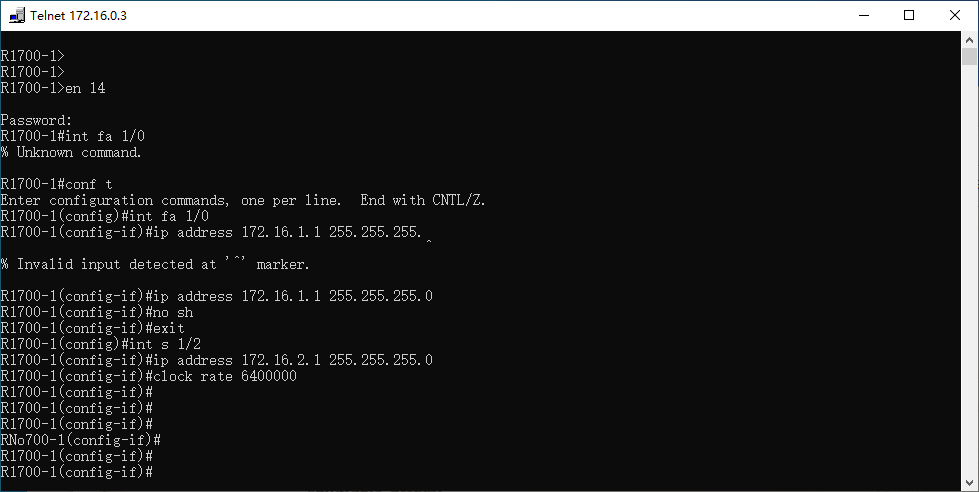 Telnet 172.16.0.3
R1700-1>
R1700-1>
R1700-1>en 14
Password:
R1700-1#int fa 1/0
% Unknown command.
R1700-1#conf t
Enter configuration commands, one per line.  End with CNTL/Z.
R1700-1(config)#int fa 1/0
R1700-1(config-if)#ip address 172.16.1.1 255.255.255.
^
% Invalid input detected at '^' marker.
R1700-1(config-if)#ip address 172.16.1.1 255.255.255.0
R1700-1(config-if)#no sh
R1700-1(config-if)#exit
R1700-1(config)#int s 1/2
R1700-1(config-if)#ip address 172.16.2.1 255.255.255.0
R1700-1(config-if)#clock rate 6400000
R1700-1(config-if)#
R1700-1(config-if)#
R1700-1(config-if)#
RNo700-1(config-if)#
R1700-1(config-if)#
R1700-1(config-if)#